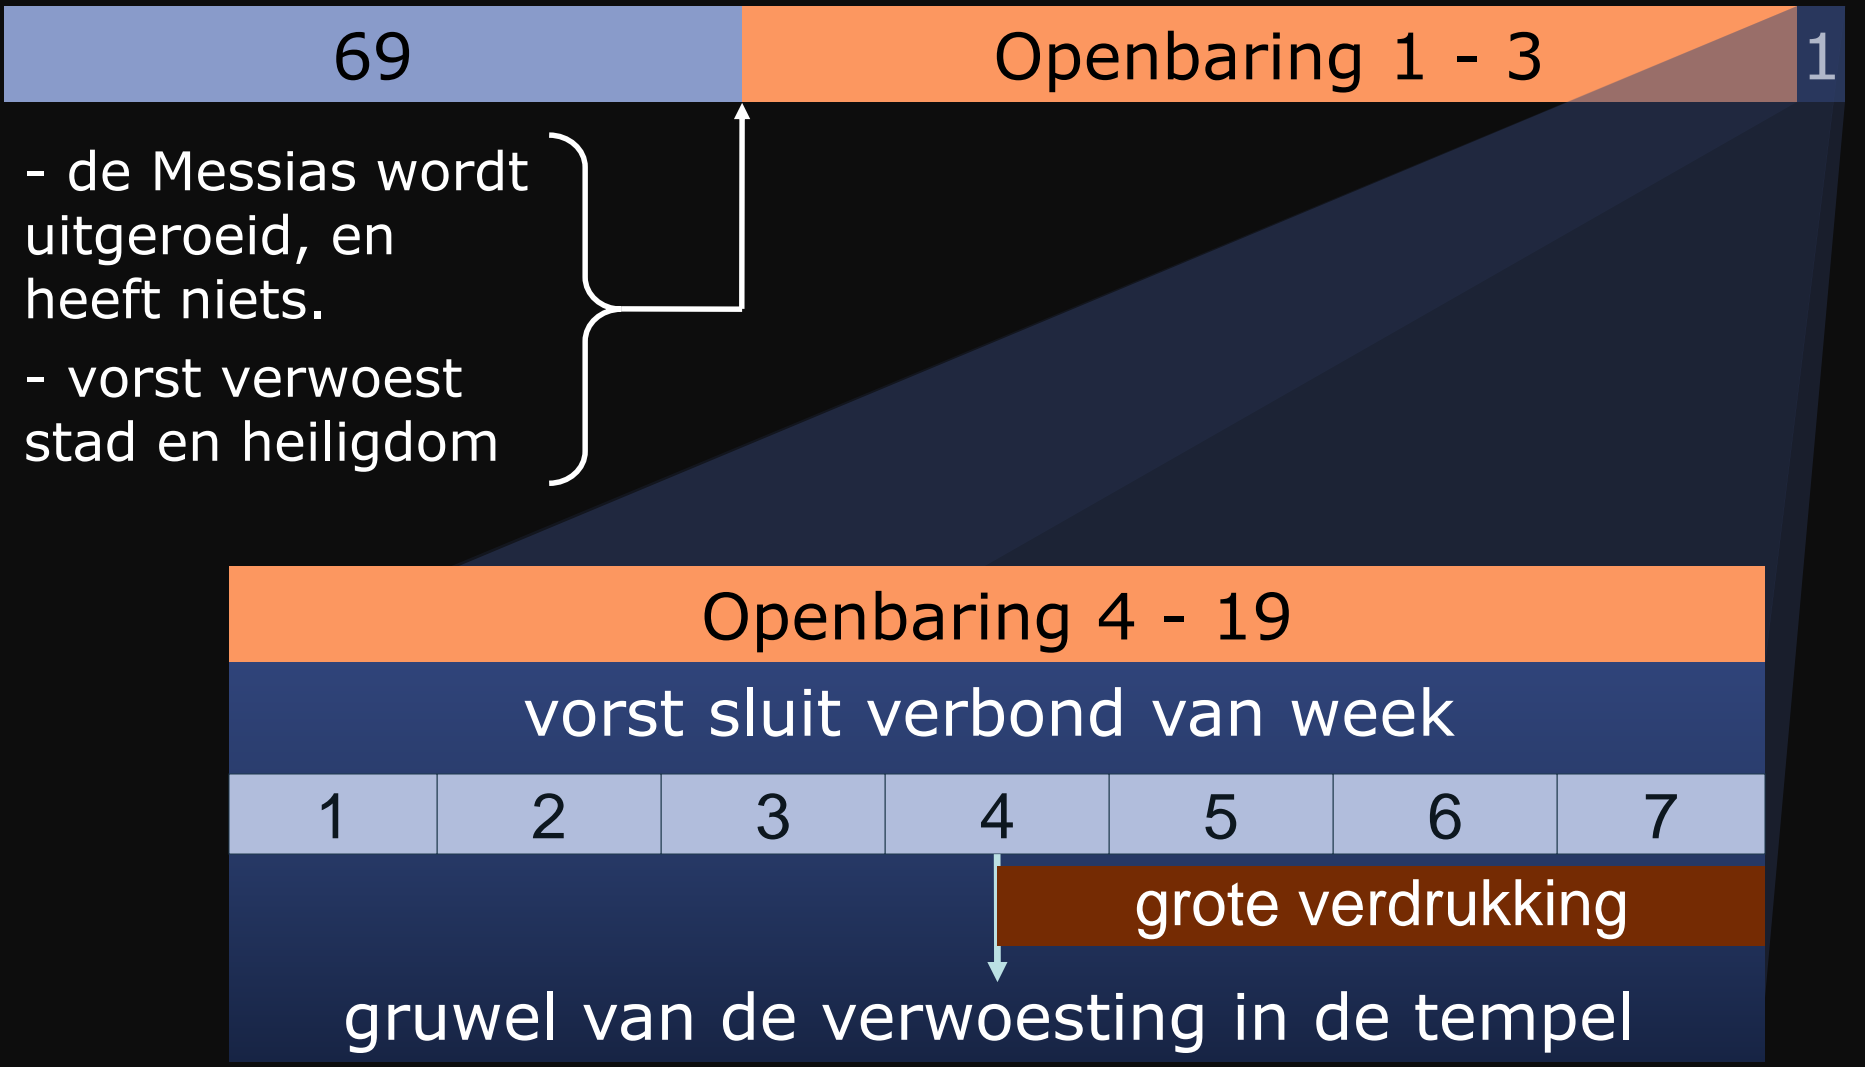 69
Openbaring 1 - 3
1
- de Messias wordt
uitgeroeid, en
heeft niets.
- vorst verwoest
stad en heiligdom
Openbaring 4 - 19
vorst sluit verbond van week
1 2 3 4 5 6 7
grote verdrukking
gruwel van de verwoesting in de tempel